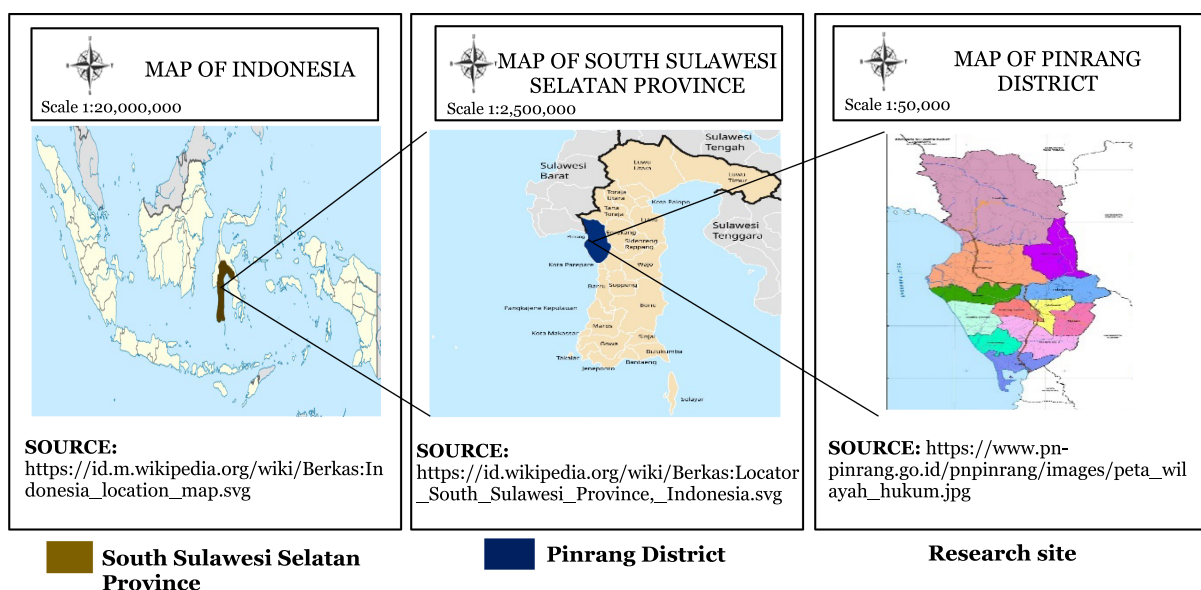 MAP OF INDONESIA
Scale 1:20,000,000
SOURCE:
https://id.m.wikipedia.org/wiki/Berkas:In
donesia_location_map.svg
South Sulawesi Selatan
Province
MAP OF SOUTH SULAWESI
SELATAN PROVINCE
Scale 1:2,500,000
Sulawesi
Tengah
Sulawesi
Barat
Luwu
Utara
Luwu
Timur
Toraja
Utara
Kota Palopo
Tana
Toraja
Sulawesi
Tenggara
Sidenreng
Rappang
Kota Parepare
Wajo
Barru
Soppeng
Pangkajene Kepulauan
Bone
Kota Makassar
Maros
Gowa
Sinjai
Takalar
Bulukumba
Bantaeng
Jeneponto
Selayar
SOURCE:
https://id.wikipedia.org/wiki/Berkas:Locator
_South_Sulawesi_Province,_Indonesia.svg
Pinrang District
MAP OF PINRANG
DISTRICT
Scale 1:50,000
SOURCE: https://www.pn-
pinrang.go.id/pnpinrang/images/peta_wil
ayah_hukum.jpg
Research site